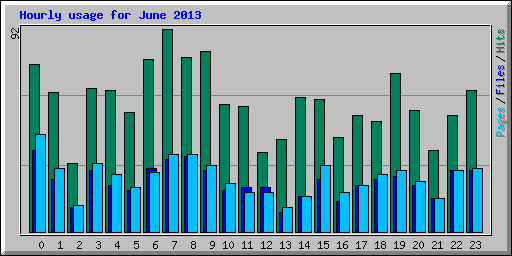 Hourly usage for June 2013
92
Pages/Files/Hits
0 1 2 3 4 5 6 7 8 9 10 11 12 13 14 15 16 17 18 19 20 21 22 23